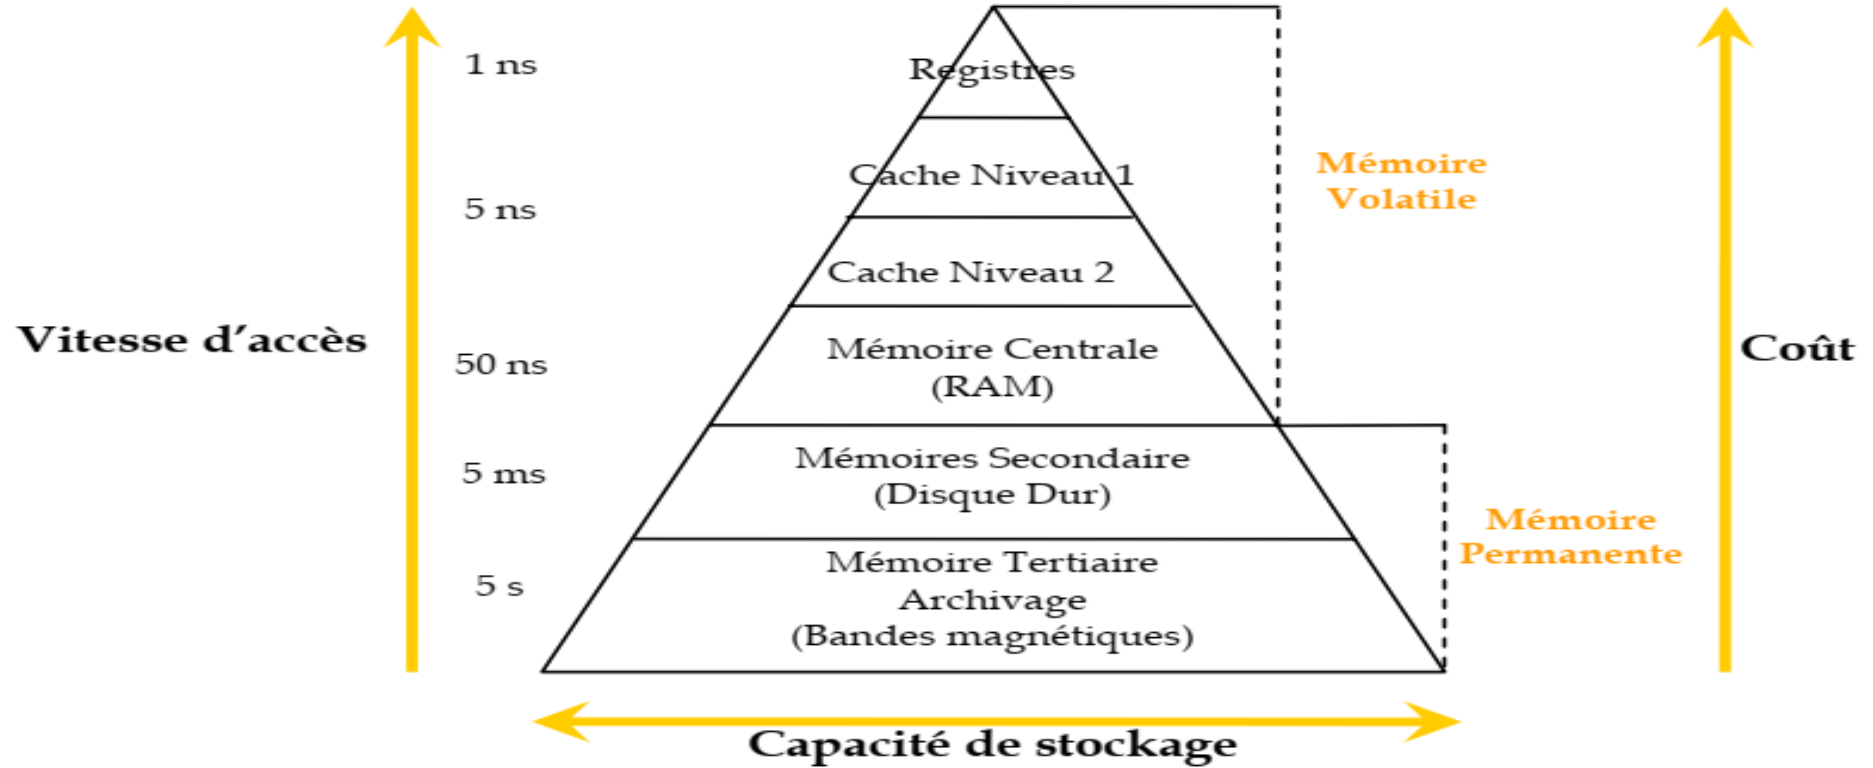 1 ns
Registres
Mémoire
Volatile
Cache Niveau 1
5 ns
Cache Niveau 2
Vitesse d’accès
50 ns
Mémoire Centrale
(RAM)
Coût
5 ms
Mémoires Secondaire
(Disque Dur)
Mémoire
Permanente
5 s
Mémoire Tertiaire
Archivage
(Bandes magnétiques)
Capacité de stockage